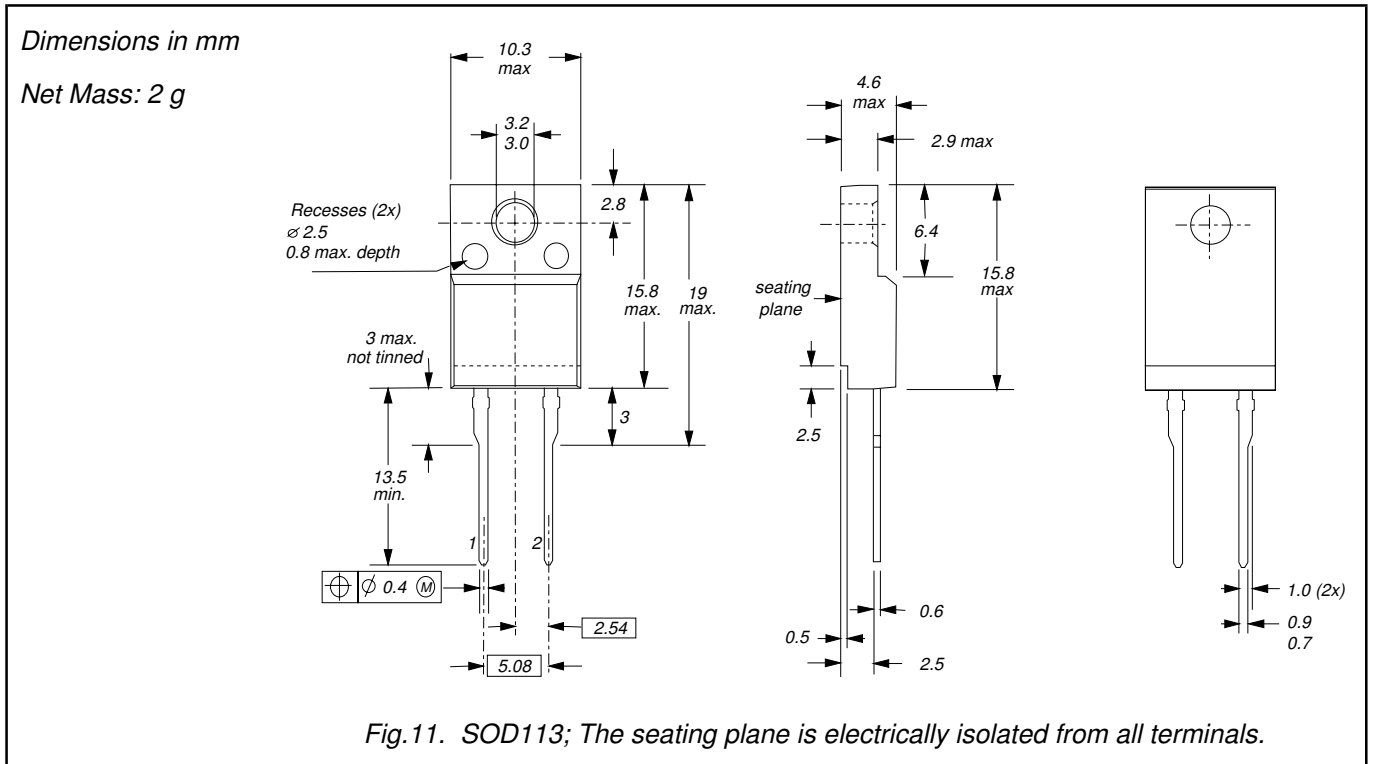 Dimensions in mm
Net Mass: 2 g
10.3
max
3.2
3.0
Recesses (2x)
⌀ 2.5
0.8 max. depth
2.8
15.8
max.
19
max.
3 max.
not tinned
3
13.5
min.
1
2
⌖ ⌀ 0.4 Ⓜ
2.54
5.08
4.6
max
2.9 max
6.4
15.8
max
seating
plane
2.5
0.6
0.5
2.5
1.0 (2x)
0.9
0.7
Fig.11. SOD113; The seating plane is electrically isolated from all terminals.